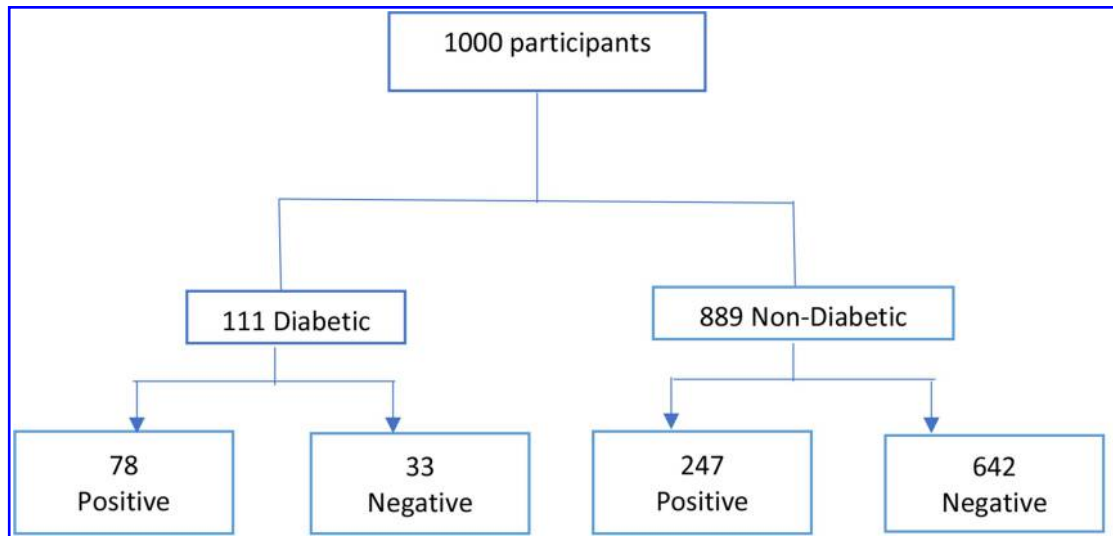 1000 participants
111 Diabetic
889 Non-Diabetic
78
Positive
33
Negative
247
Positive
642
Negative